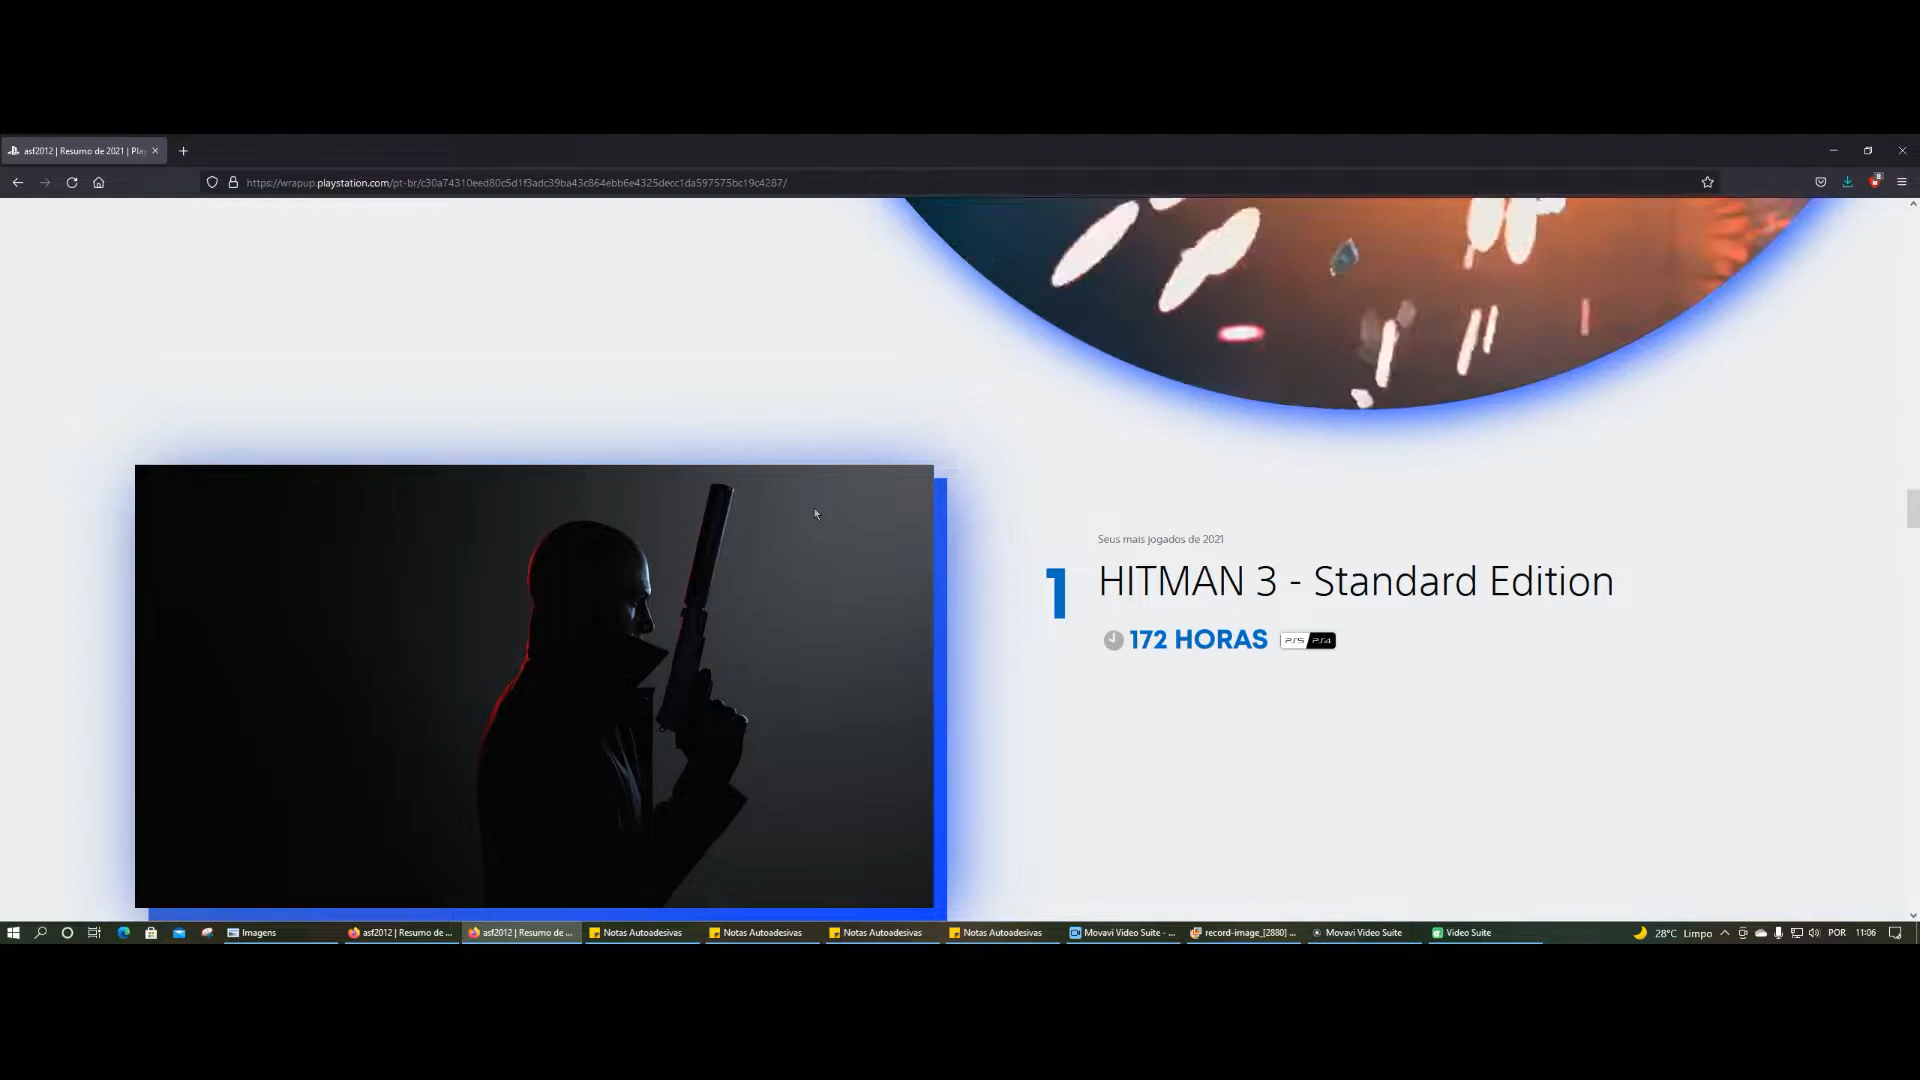 asf2012 | Resumo de 2021 | Pla
https://wrapup.playstation.com/pt-br/c30a74310eed80c5d1f3adc39ba43c864ebb6e4325decc1da597575bc19c4287/
8
Seus mais jogados de 2021
1
HITMAN 3 - Standard Edition
172 HORAS PS5 PS4
Imagens
asf2012 | Resumo de ...
asf2012 | Resumo de ...
Notas Autoadesivas
Notas Autoadesivas
Notas Autoadesivas
Notas Autoadesivas
Movavi Video Suite - ...
record-image_[2880] ...
Movavi Video Suite
Video Suite
28°C Limpo
POR
11:06